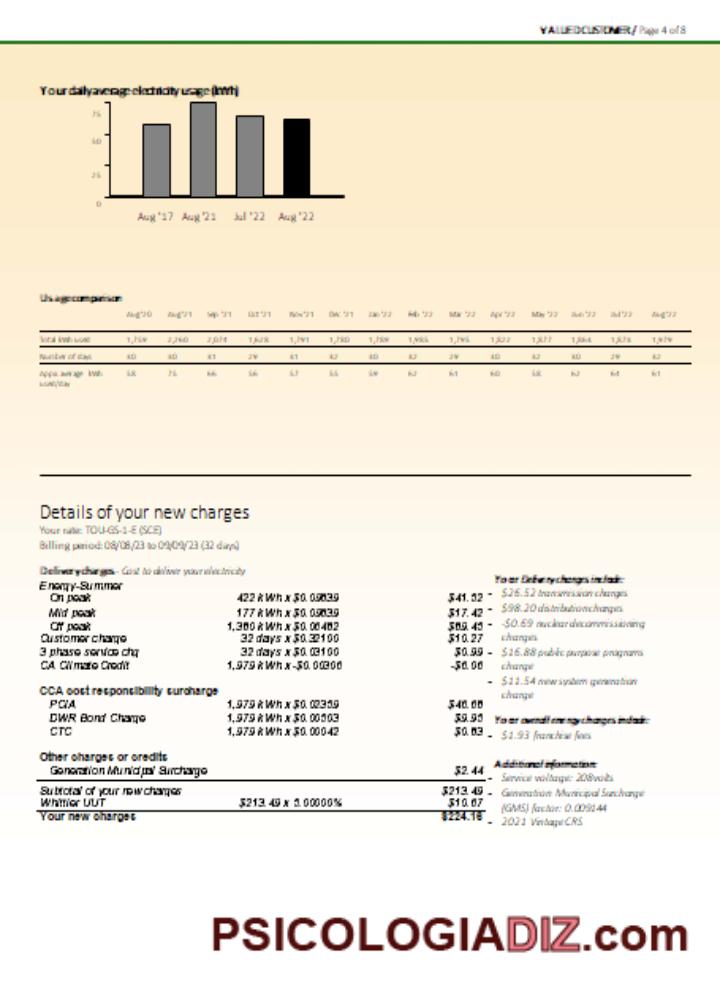 VALUED CUSTOMER / Page 4 of 8
Your daily average electricity usage (kWh)
75
50
25
0
Aug '17 Aug '21 Jul '22 Aug '22
Usage comparison
Aug'20 Aug'21 Sep '21 Oct '21 Nov'21 Dec '21 Jan '22 Feb '22 Mar '22 Apr '22 May '22 Jun '22 Jul'22 Aug'22
Total kWh used 1,759 2,260 2,074 1,628 1,791 1,780 1,789 1,985 1,795 1,822 1,877 1,864 1,874 1,979
Number of days 30 30 31 29 31 32 30 32 29 30 32 30 29 32
Appx. average kWh 58 75 66 56 57 55 59 62 61 60 58 62 64 61
used/day
Details of your new charges
Your rate: TOU-GS-1-E (SCE)
Billing period: 08/08/23 to 09/09/23 (32 days)
Delivery charges - Cost to deliver your electricity
Energy-Summer
On peak 422 kWh x $0.09839 $41.52
Mid peak 177 kWh x $0.09839 $17.42
Off peak 1,380 kWh x $69.45
Customer charge 32 days x $0.32100 $10.27
3 phase service chg 32 days x $0.03100 $0.99
CA Climate Credit 1,979 kWh x -$0.00306 -$6.06
CCA cost responsibility surcharge
PCIA 1,979 kWh x $0.02359 $46.68
DWR Bond Charge 1,979 kWh x $0.00503 $9.95
CTC 1,979 kWh x $0.00042 $0.83
Other charges or credits
Generation Municipal Surcharge $2.44
Subtotal of your new charges $213.49
Whittier UUT $213.49 x 5.00000% $10.67
Your new charges $224.16
Your Delivery charges include:
- $26.52 transmission charges
- $98.20 distribution charges
- -$0.69 nuclear decommissioning
charges
- $16.88 public purpose programs
charge
- $11.54 new system generation
charge
Your overall energy charges include:
- $1.93 franchise fees
Additional information:
- Service voltage: 208 volts
- Generation Municipal Surcharge
(GMS) factor: 0.009144
- 2021 Vintage CRS
PSICOLOGIADIZ.com